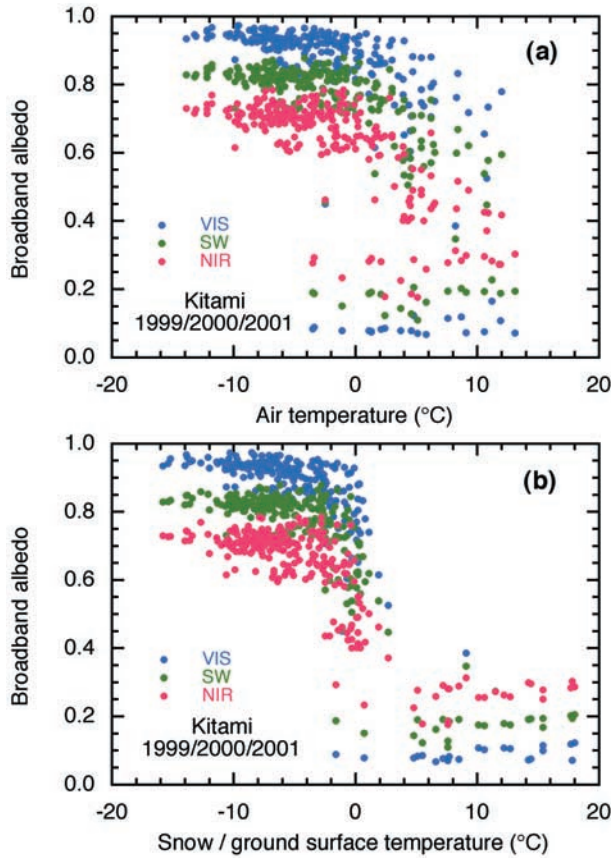 1.0
(a)
0.8
0.6
Broadband albedo
0.4
VIS
SW
NIR
0.2
Kitami
1999/2000/2001
0.0
-20
-10
0
10
20
Air temperature (°C)
1.0
(b)
0.8
0.6
Broadband albedo
0.4
VIS
SW
NIR
0.2
Kitami
1999/2000/2001
0.0
-20
-10
0
10
20
Snow / ground surface temperature (°C)